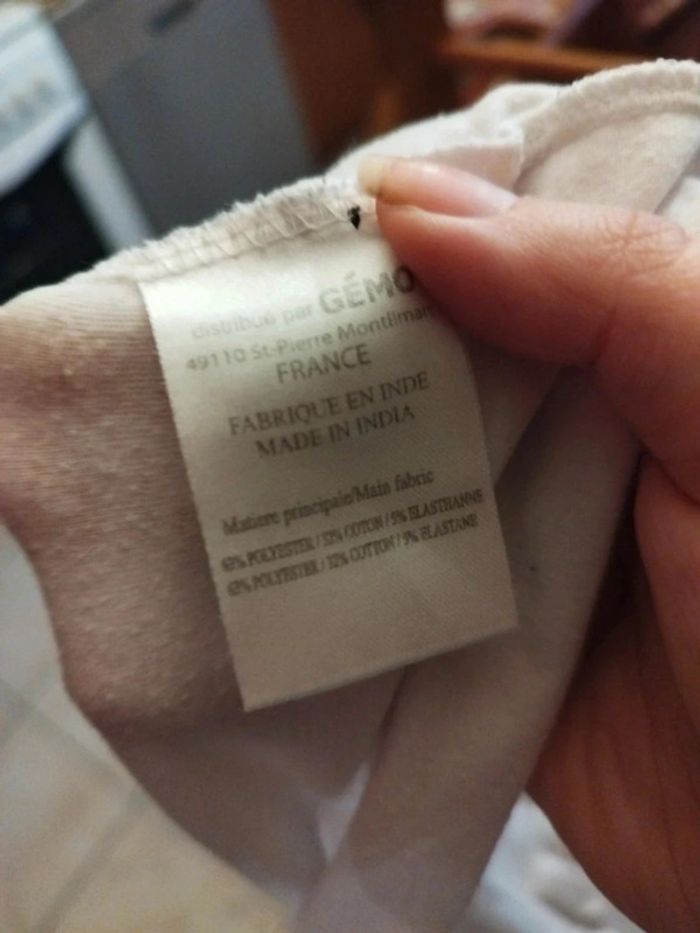 distribué par GÉMO
49110 St-Pierre Montlimart
FRANCE
FABRIQUE EN INDE
MADE IN INDIA
Matiere principale/Main fabric
63% POLYESTER / 32% COTON / 5% ELASTHANNE
63% POLYESTER / 32% COTTON / 5% ELASTANE